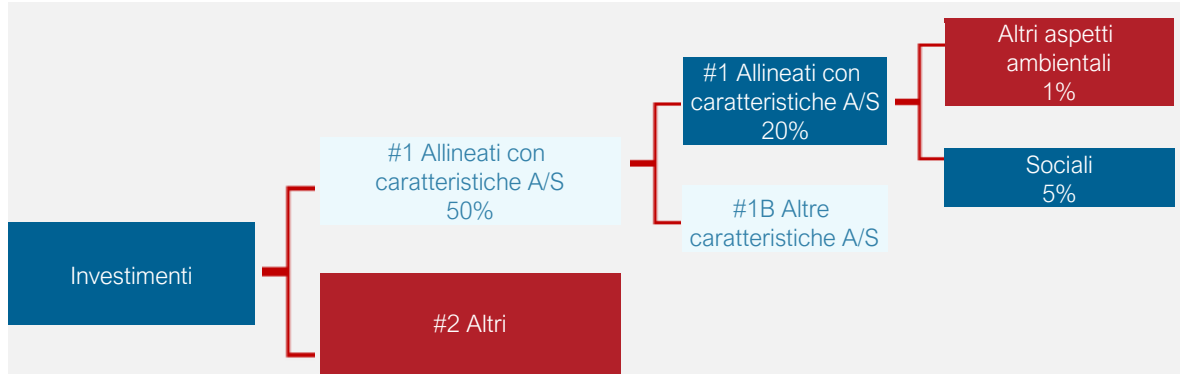 Investimenti
#1 Allineati con
caratteristiche A/S
50%
#2 Altri
#1 Allineati con
caratteristiche A/S
20%
#1B Altre
caratteristiche A/S
Altri aspetti
ambientali
1%
Sociali
5%